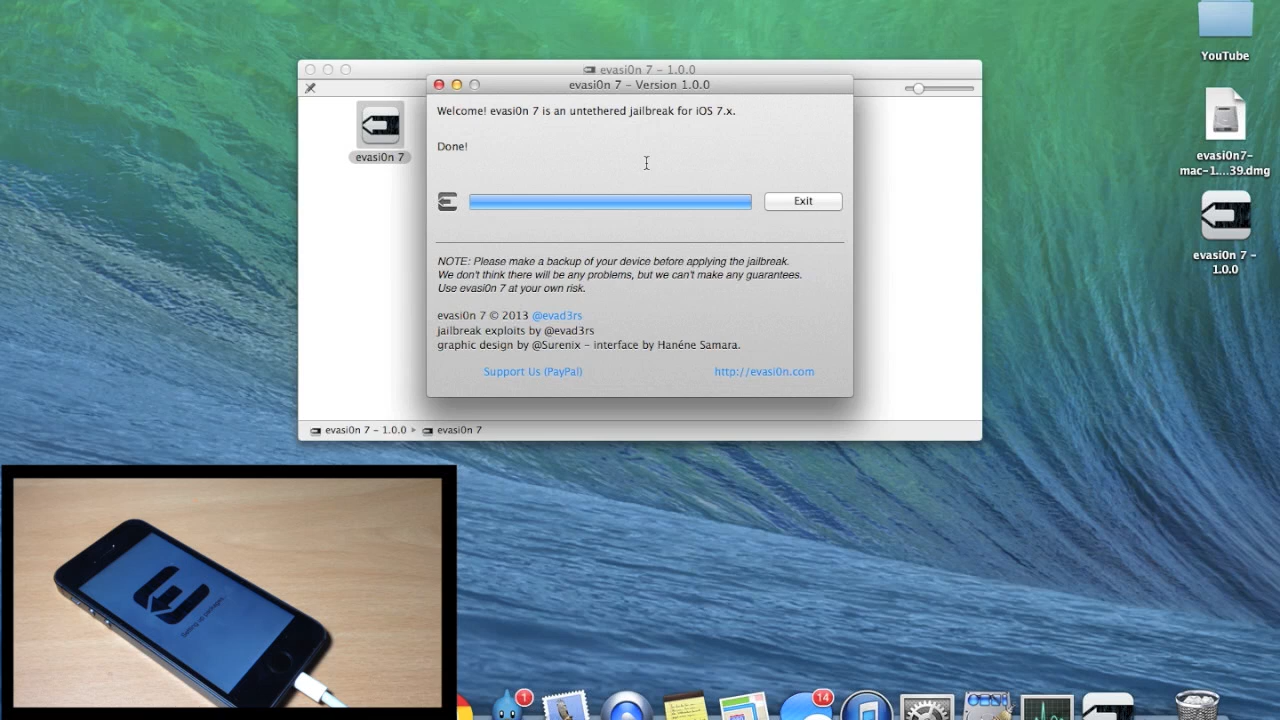 YouTube
evasi0n 7 - 1.0.0
evasi0n 7 - Version 1.0.0
Welcome! evasi0n 7 is an untethered jailbreak for iOS 7.x.
evasi0n7-
mac-1....39.dmg
Done!
evasi0n 7
Exit
evasi0n 7 -
1.0.0
NOTE: Please make a backup of your device before applying the jailbreak.
We don't think there will be any problems, but we can't make any guarantees.
Use evasi0n 7 at your own risk.
evasi0n 7 © 2013 @evad3rs
jailbreak exploits by @evad3rs
graphic design by @Surenix - interface by Hanéne Samara.
Support Us (PayPal)
http://evasi0n.com
evasi0n 7 - 1.0.0 ▸ evasi0n 7
1
14